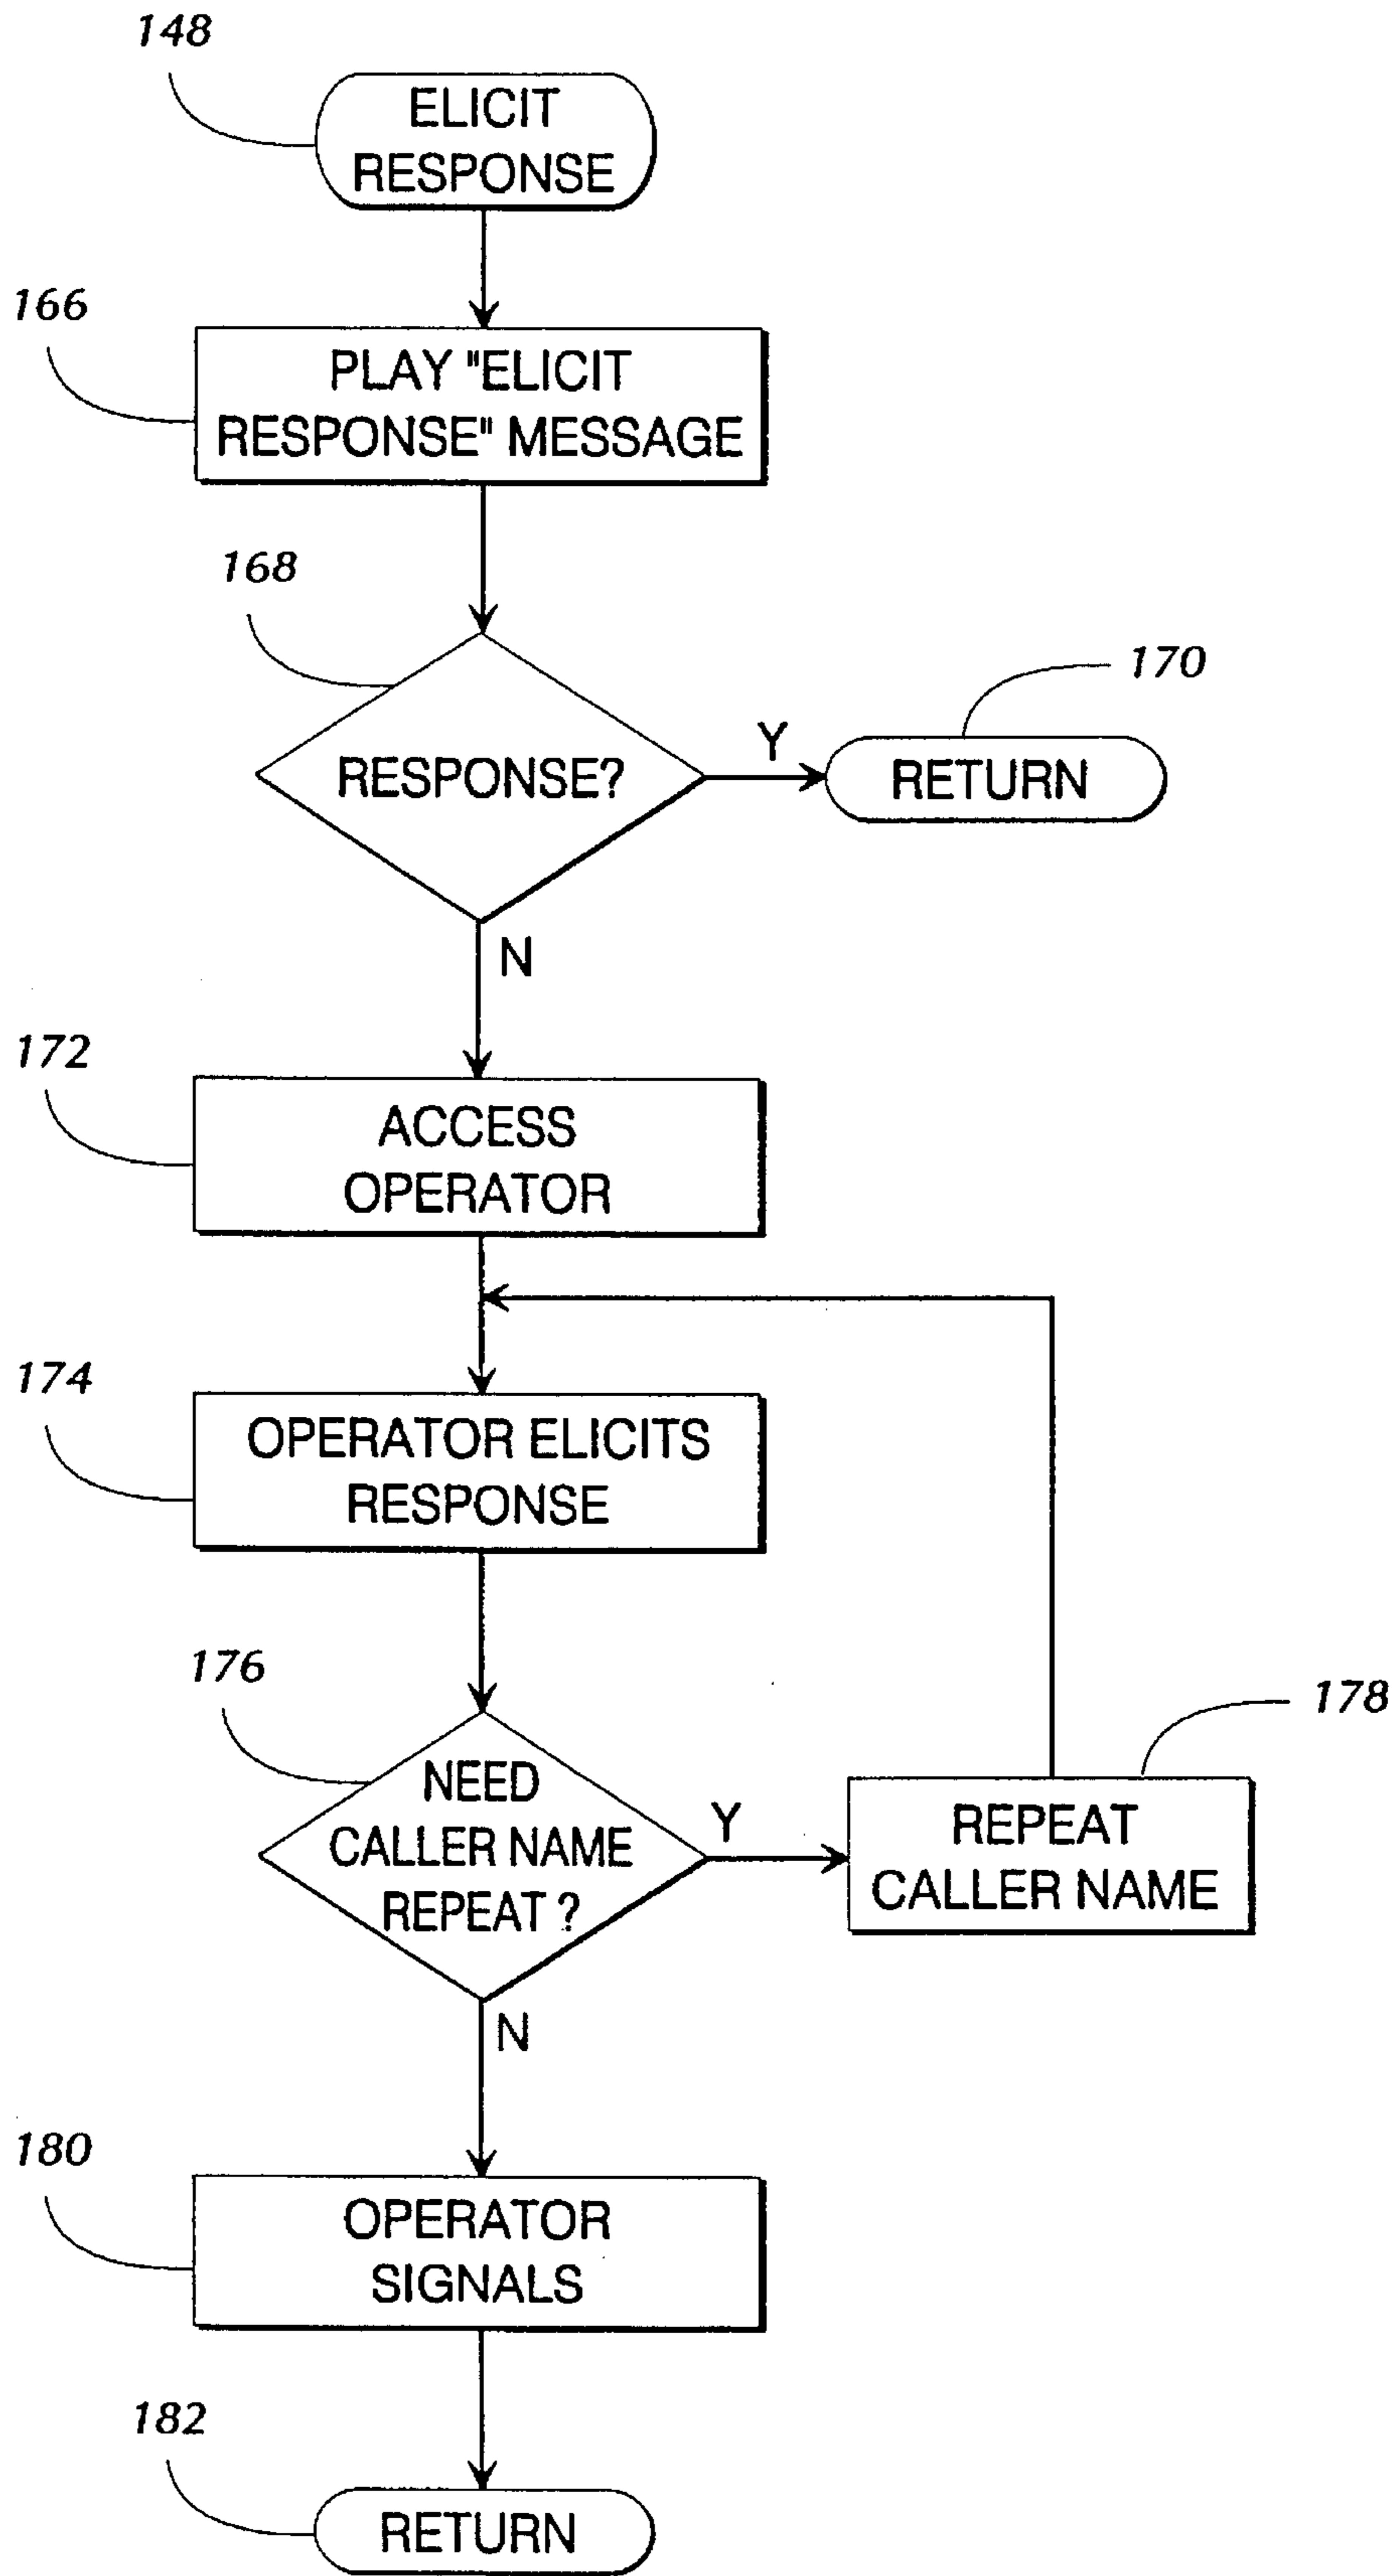 148
ELICIT
RESPONSE
166
PLAY "ELICIT
RESPONSE" MESSAGE
168
170
RESPONSE?
Y
RETURN
N
172
ACCESS
OPERATOR
174
OPERATOR ELICITS
RESPONSE
176
178
NEED
CALLER NAME
REPEAT ?
Y
REPEAT
CALLER NAME
N
180
OPERATOR
SIGNALS
182
RETURN